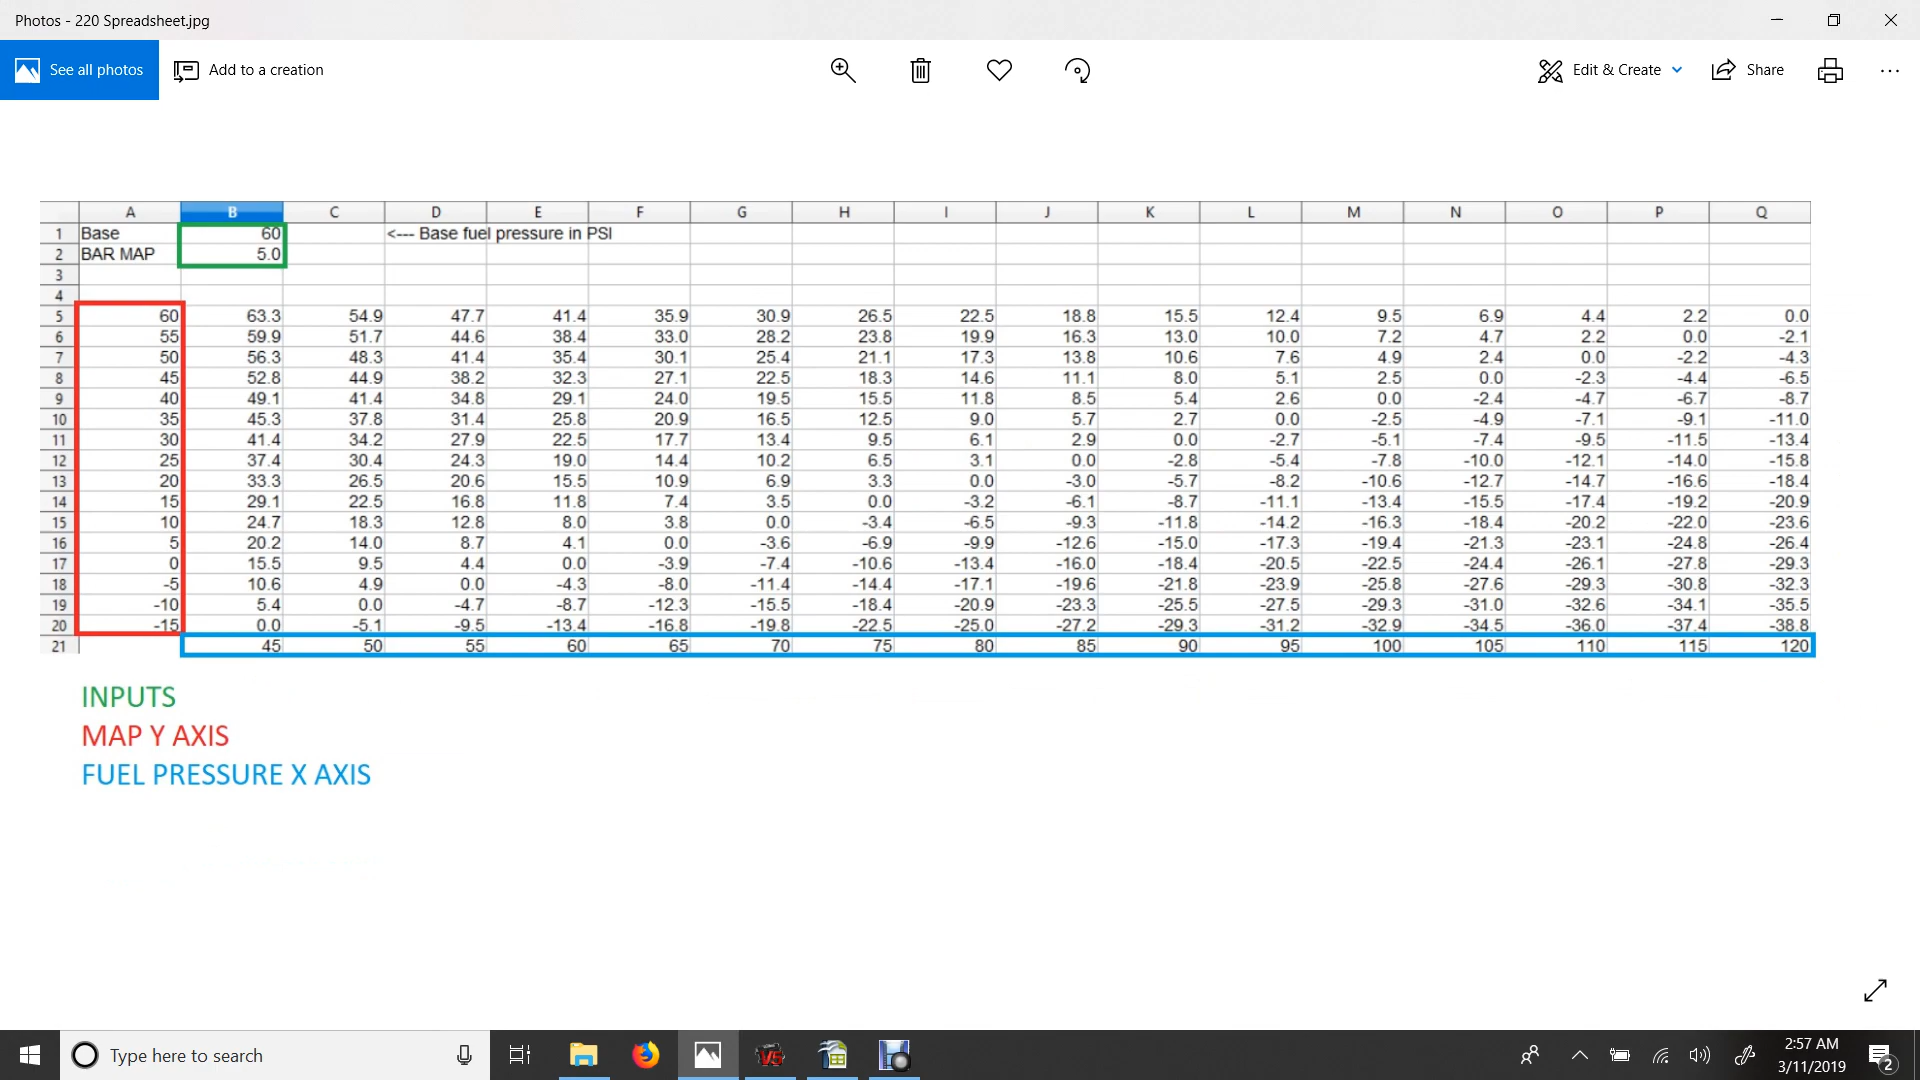 Photos - 220 Spreadsheet.jpg
See all photos Add to a creation Edit & Create Share
A B C D E F G H I J K L M N O P Q
1 Base 60 <--- Base fuel pressure in PSI
2 BAR MAP 5.0
3
4
5 60 63.3 54.9 47.7 41.4 35.9 30.9 26.5 22.5 18.8 15.5 12.4 9.5 6.9 4.4 2.2 0.0
6 55 59.9 51.7 44.6 38.4 33.0 28.2 23.8 19.9 16.3 13.0 10.0 7.2 4.7 2.2 0.0 -2.1
7 50 56.3 48.3 41.4 35.4 30.1 25.4 21.1 17.3 13.8 10.6 7.6 4.9 2.4 0.0 -2.2 -4.3
8 45 52.8 44.9 38.2 32.3 27.1 22.5 18.3 14.6 11.1 8.0 5.1 2.5 0.0 -2.3 -4.4 -6.5
9 40 49.1 41.4 34.8 29.1 24.0 19.5 15.5 11.8 8.5 5.4 2.6 0.0 -2.4 -4.7 -6.7 -8.7
10 35 45.3 37.8 31.4 25.8 20.9 16.5 12.5 9.0 5.7 2.7 0.0 -2.5 -4.9 -7.1 -9.1 -11.0
11 30 41.4 34.2 27.9 22.5 17.7 13.4 9.5 6.1 2.9 0.0 -2.7 -5.1 -7.4 -9.5 -11.5 -13.4
12 25 37.4 30.4 24.3 19.0 14.4 10.2 6.5 3.1 0.0 -2.8 -5.4 -7.8 -10.0 -12.1 -14.0 -15.8
13 20 33.3 26.5 20.6 15.5 10.9 6.9 3.3 0.0 -3.0 -5.7 -8.2 -10.6 -12.7 -14.7 -16.6 -18.4
14 15 29.1 22.5 16.8 11.8 7.4 3.5 0.0 -3.2 -6.1 -8.7 -11.1 -13.4 -15.5 -17.4 -19.2 -20.9
15 10 24.7 18.3 12.8 8.0 3.8 0.0 -3.4 -6.5 -9.3 -11.8 -14.2 -16.3 -18.4 -20.2 -22.0 -23.6
16 5 20.2 14.0 8.7 4.1 0.0 -3.6 -6.9 -9.9 -12.6 -15.0 -17.3 -19.4 -21.3 -23.1 -24.8 -26.4
17 0 15.5 9.5 4.4 0.0 -3.9 -7.4 -10.6 -13.4 -16.0 -18.4 -20.5 -22.5 -24.4 -26.1 -27.8 -29.3
18 -5 10.6 4.9 0.0 -4.3 -8.0 -11.4 -14.4 -17.1 -19.6 -21.8 -23.9 -25.8 -27.6 -29.3 -30.8 -32.3
19 -10 5.4 0.0 -4.7 -8.7 -12.3 -15.5 -18.4 -20.9 -23.3 -25.5 -27.5 -29.3 -31.0 -32.6 -34.1 -35.5
20 -15 0.0 -5.1 -9.5 -13.4 -16.8 -19.8 -22.5 -25.0 -27.2 -29.3 -31.2 -32.9 -34.5 -36.0 -37.4 -38.8
21 45 50 55 60 65 70 75 80 85 90 95 100 105 110 115 120
INPUTS
MAP Y AXIS
FUEL PRESSURE X AXIS
Type here to search V5 2:57 AM
3/11/2019 2